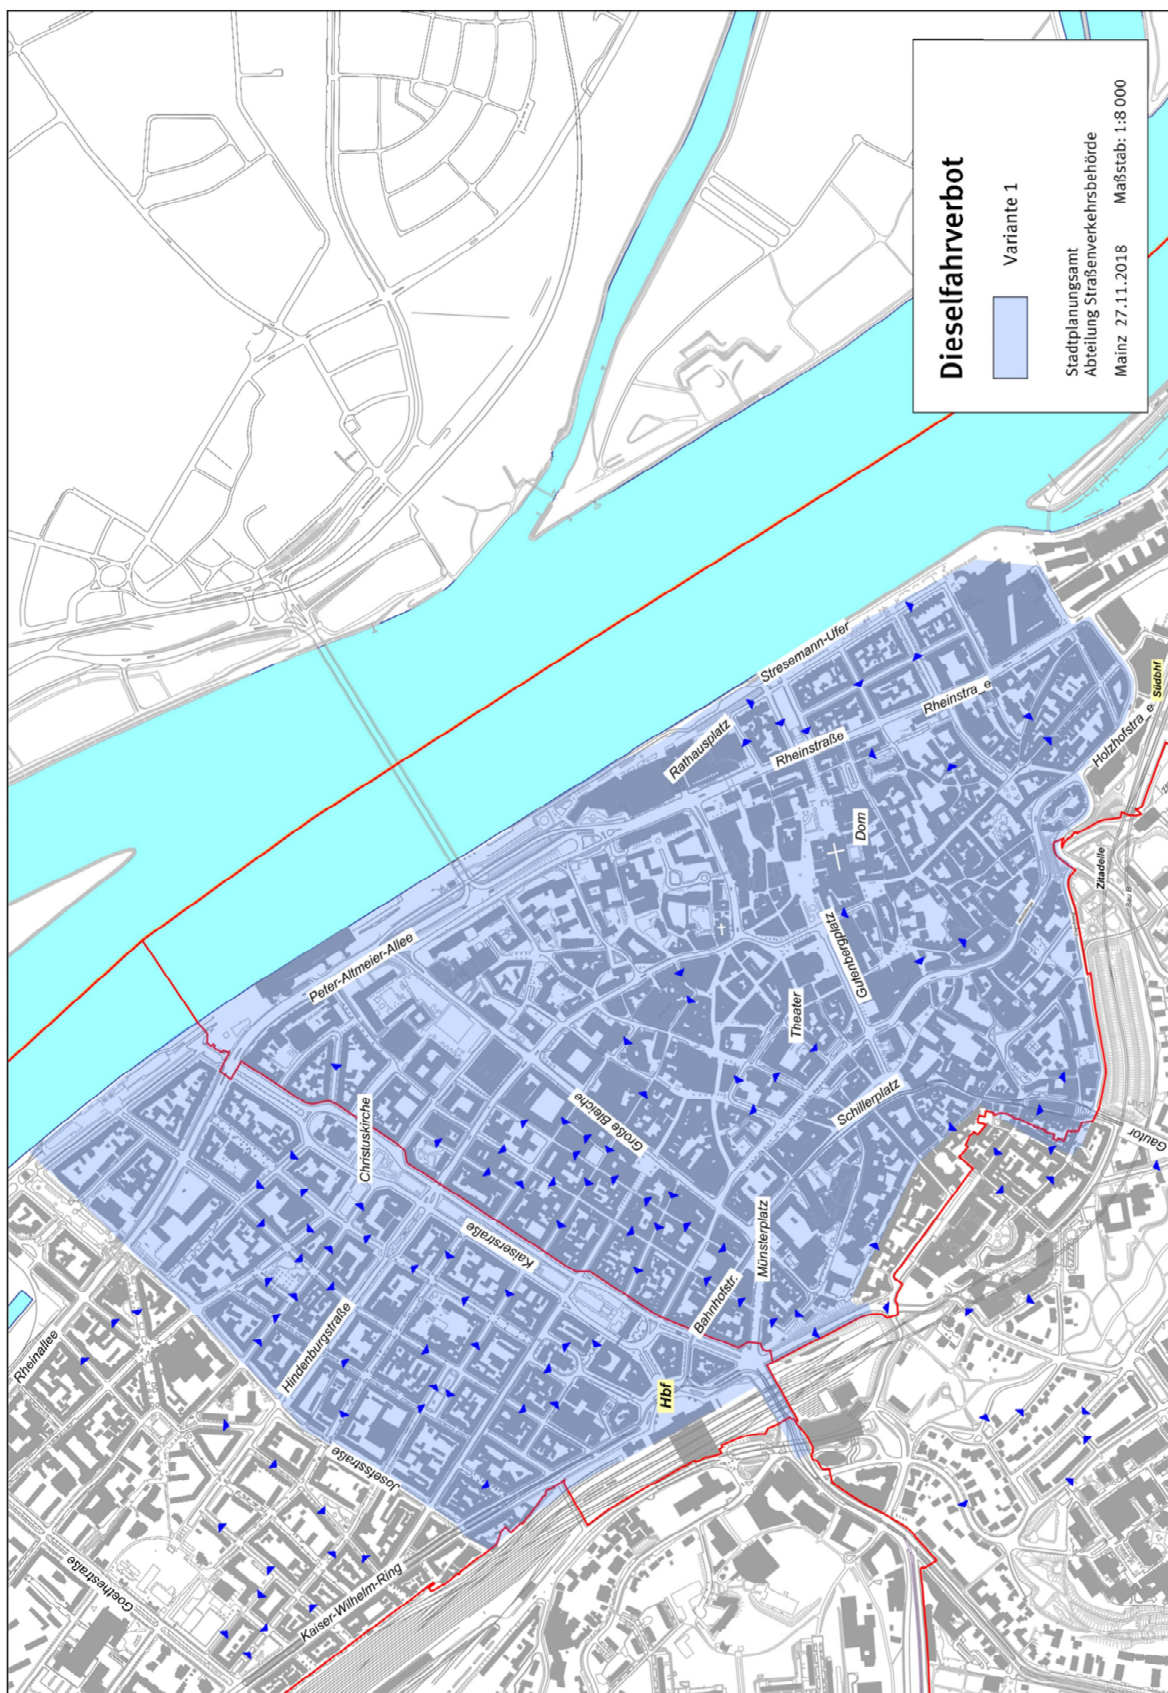 Dieselfahrverbot
Variante 1
Stadtplanungsamt
Abteilung Straßenverkehrsbehörde
Mainz 27.11.2018 Maßstab: 1:8 000
Rheinallee
Goethestraße
Josefsstraße
Kaiser-Wilhelm-Ring
Hindenburgstraße
Christuskirche
Kaiserstraße
Peter-Altmeier-Allee
Hbf
Bahnhofstr.
Münsterplatz
Große Bleiche
Schillerplatz
Theater
Gutenbergplatz
Dom
Rathausplatz
Rheinstraße
Stresemann-Ufer
Rheinstra_e
Holzhofstra_e
Südbhf
Zitadelle
Bau B
Gautor